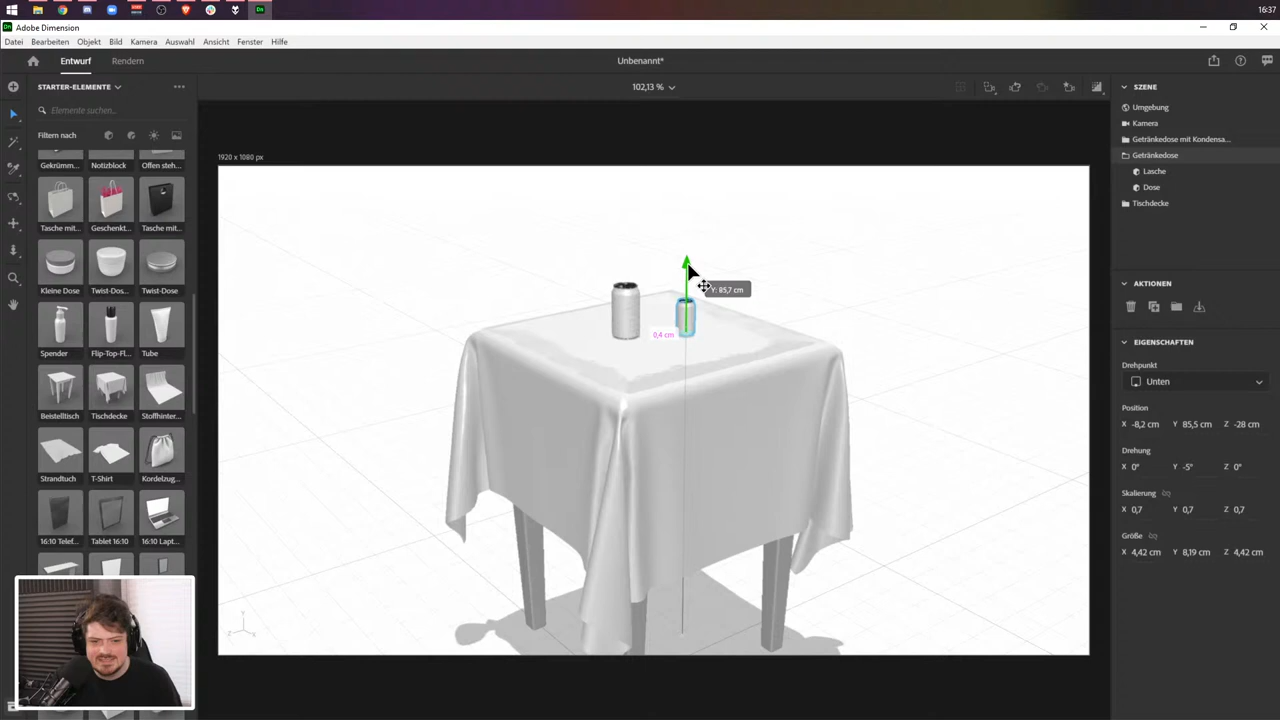 16:37
Adobe Dimension
Datei Bearbeiten Objekt Bild Kamera Auswahl Ansicht Fenster Hilfe
Entwurf Rendern
Unbenannt*
STARTER-ELEMENTE
102,13 %
SZENE
Elemente suchen...
Umgebung
Kamera
Filtern nach
Getränkedose mit Kondensa...
Getränkedose
1920 x 1080 px
Gekrümm... Notizblock Offen steh...
Lasche
Dose
Tischdecke
Tasche mit... Geschenkt... Tasche mit...
Kleine Dose Twist-Dos... Twist-Dose
AKTIONEN
Y: 85,7 cm
0,4 cm
Spender Flip-Top-Fl... Tube
EIGENSCHAFTEN
Drehpunkt
Unten
Position
X -8,2 cm Y 85,5 cm Z -28 cm
Beistelltisch Tischdecke Stoffhinter...
Drehung
X 0° Y -5° Z 0°
Strandtuch T-Shirt Kordelzug...
Skalierung
X 0,7 Y 0,7 Z 0,7
Größe
X 4,42 cm Y 8,19 cm Z 4,42 cm
16:10 Telef... Tablet 16:10 16:10 Lapt...
Y
Z X